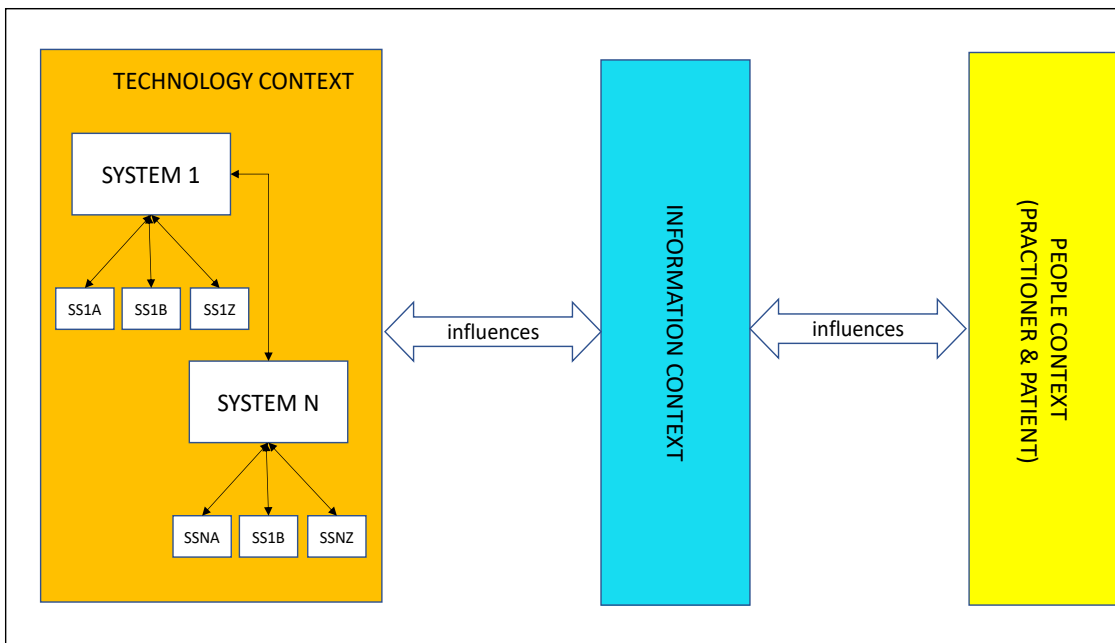 TECHNOLOGY CONTEXT
SYSTEM 1
SS1A
SS1B
SS1Z
SYSTEM N
SSNA
SS1B
SSNZ
influences
INFORMATION CONTEXT
influences
PEOPLE CONTEXT
(PRACTIONER & PATIENT)